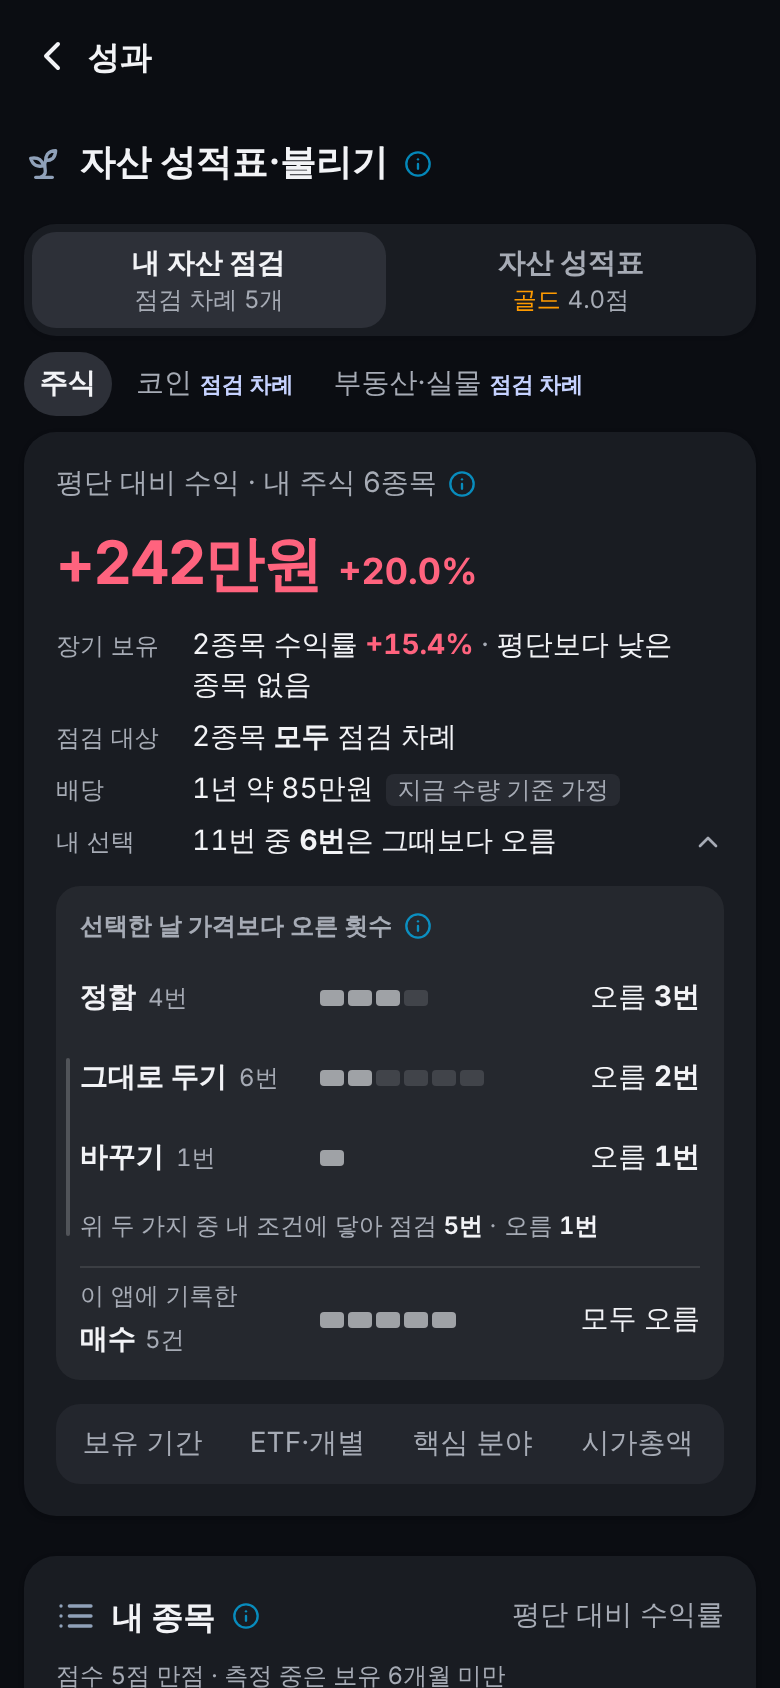 성과
자산 성적표·불리기
내 자산 점검
점검 차례 5개
자산 성적표
골드 4.0점
주식 코인 점검 차례 부동산·실물 점검 차례
평단 대비 수익 · 내 주식 6종목
+242만원 +20.0%
장기 보유 2종목 수익률 +15.4% · 평단보다 낮은
종목 없음
점검 대상 2종목 모두 점검 차례
배당 1년 약 85만원 지금 수량 기준 가정
내 선택 11번 중 6번은 그때보다 오름
선택한 날 가격보다 오른 횟수
정함 4번 오름 3번
그대로 두기 6번 오름 2번
바꾸기 1번 오름 1번
위 두 가지 중 내 조건에 닿아 점검 5번 · 오름 1번
이 앱에 기록한
매수 5건 모두 오름
보유 기간 ETF·개별 핵심 분야 시가총액
내 종목 평단 대비 수익률
점수 5점 만점 · 측정 중은 보유 6개월 미만